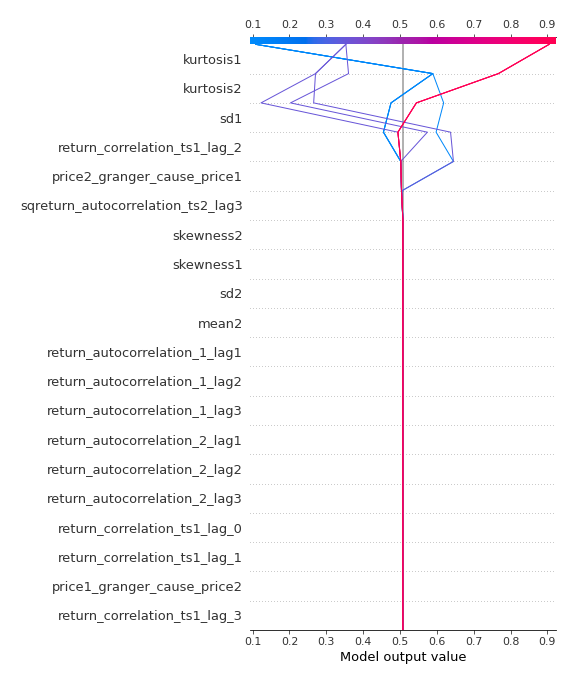 0.1 0.2 0.3 0.4 0.5 0.6 0.7 0.8 0.9
kurtosis1
kurtosis2
sd1
return_correlation_ts1_lag_2
price2_granger_cause_price1
sqreturn_autocorrelation_ts2_lag3
skewness2
skewness1
sd2
mean2
return_autocorrelation_1_lag1
return_autocorrelation_1_lag2
return_autocorrelation_1_lag3
return_autocorrelation_2_lag1
return_autocorrelation_2_lag2
return_autocorrelation_2_lag3
return_correlation_ts1_lag_0
return_correlation_ts1_lag_1
price1_granger_cause_price2
return_correlation_ts1_lag_3
0.1 0.2 0.3 0.4 0.5 0.6 0.7 0.8 0.9
Model output value